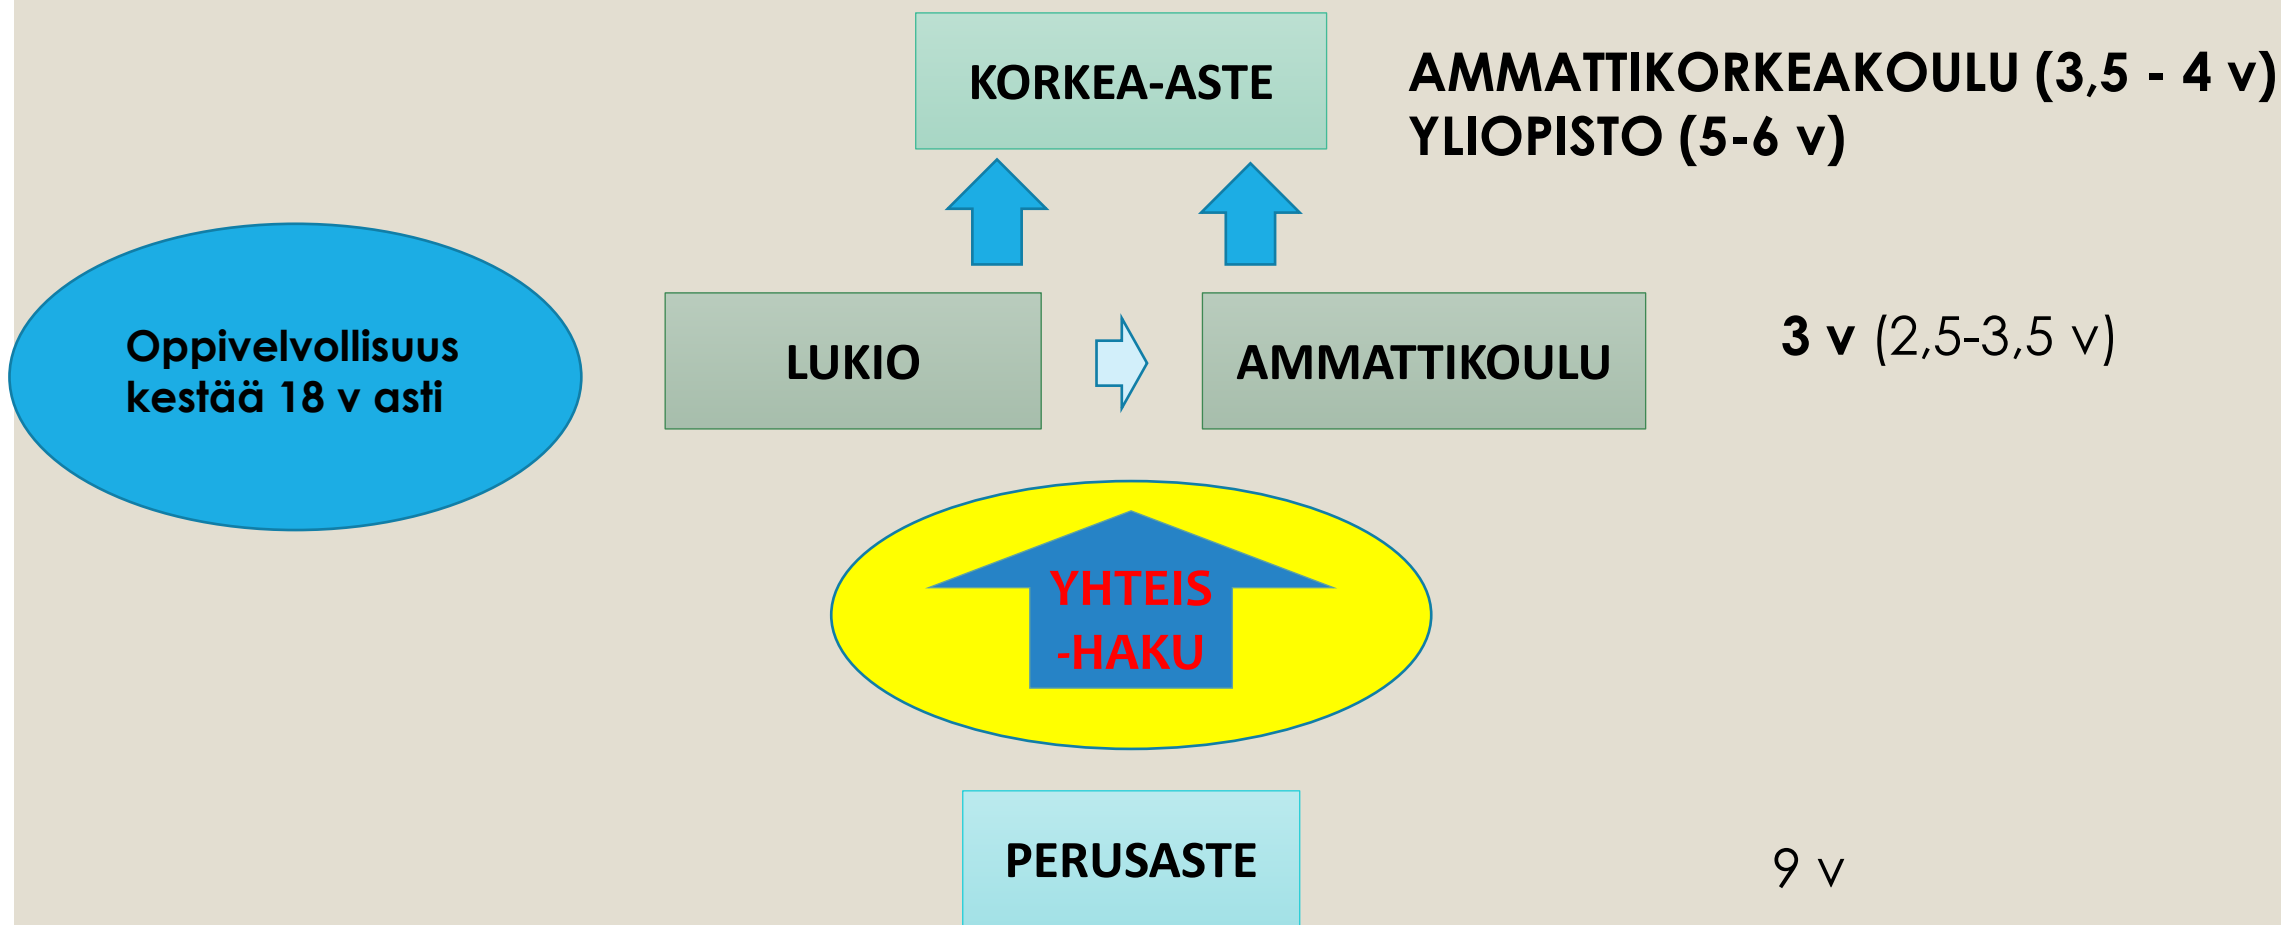 KORKEA-ASTE
AMMATTIKORKEAKOULU (3,5 - 4 v)
YLIOPISTO (5-6 v)
Oppivelvollisuus
kestää 18 v asti
LUKIO
AMMATTIKOULU
3 v (2,5-3,5 v)
YHTEIS
-HAKU
PERUSASTE
9 v